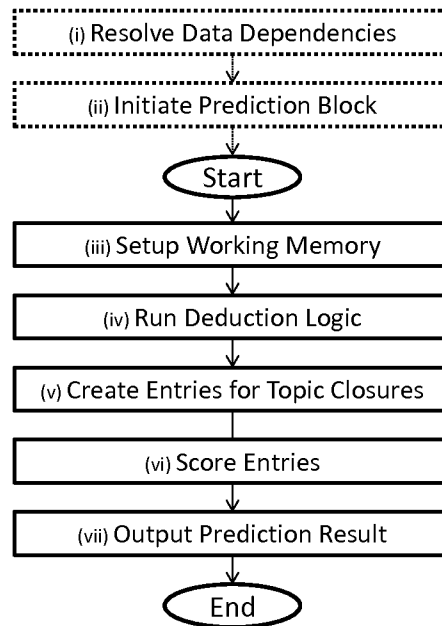 (i) Resolve Data Dependencies
(ii) Initiate Prediction Block
Start
(iii) Setup Working Memory
(iv) Run Deduction Logic
(v) Create Entries for Topic Closures
(vi) Score Entries
(vii) Output Prediction Result
End